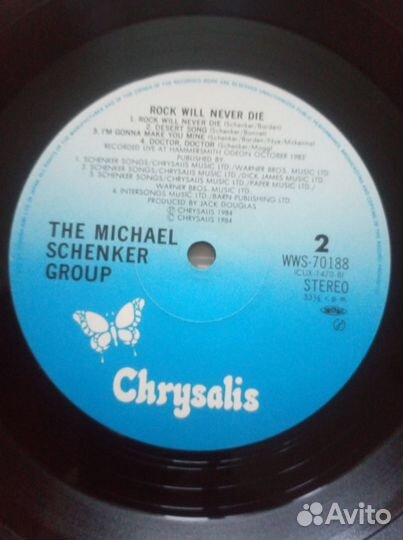 ROCK WILL NEVER DIE
1. ROCK WILL NEVER DIE (Schenker/Barden)
2. DESERT SONG (Schenker/Bonnet)
3. I'M GONNA MAKE YOU MINE (Schenker/Barden/Nye/Mckenna)
4. DOCTOR, DOCTOR (Schenker/Mogg)
RECORDED LIVE AT HAMMERSMITH ODEON OCTOBER 1983
PUBLISHED BY
1. SCHENKER SONGS/CHRYSALIS MUSIC LTD./WARNER BROS. MUSIC LTD.
2. SCHENKER SONGS/CHRYSALIS MUSIC LTD./DICK JAMES MUSIC LTD.
3. SCHENKER SONGS/CHRYSALIS MUSIC LTD./PAPER MUSIC LTD./
WARNER BROS. MUSIC LTD.
4. INTERSONGS MUSIC LTD./BARN PUBLISHING LTD.
PRODUCED BY JACK DOUGLAS
Ⓟ CHRYSALIS 1984
© CHRYSALIS 1984
THE MICHAEL
SCHENKER
GROUP
2
WWS-70188
(CUX-1470-B)
STEREO
33⅓ r.p.m.
Chrysalis
Avito